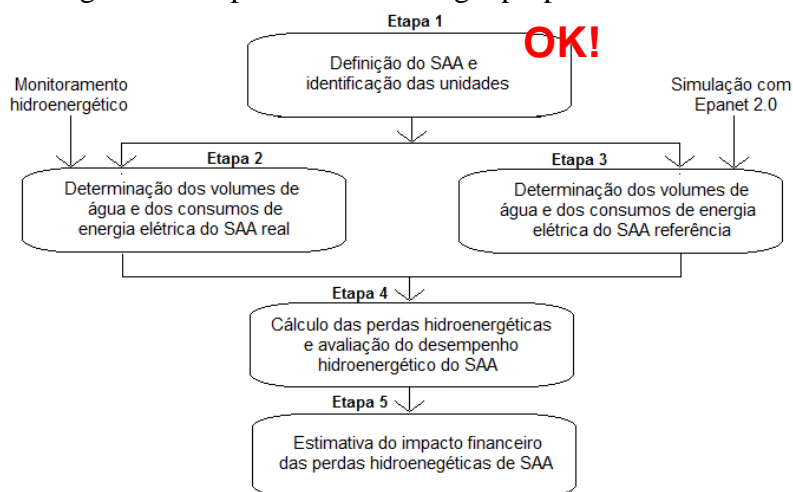 Etapa 1
OK!
Definição do SAA e
identificação das unidades
Monitoramento
hidroenergético
Simulação com
Epanet 2.0
Etapa 2
Determinação dos volumes de
água e dos consumos de
energia elétrica do SAA real
Etapa 3
Determinação dos volumes de
água e dos consumos de energia
elétrica do SAA referência
Etapa 4
Cálculo das perdas hidroenergéticas
e avaliação do desempenho
hidroenergético do SAA
Etapa 5
Estimativa do impacto financeiro
das perdas hidroenegéticas de SAA